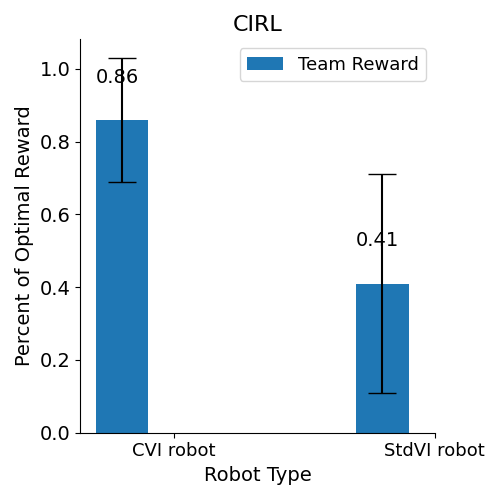 CIRL
Team Reward
Percent of Optimal Reward
1.0
0.8
0.6
0.4
0.2
0.0
0.86
0.41
CVI robot
StdVI robot
Robot Type